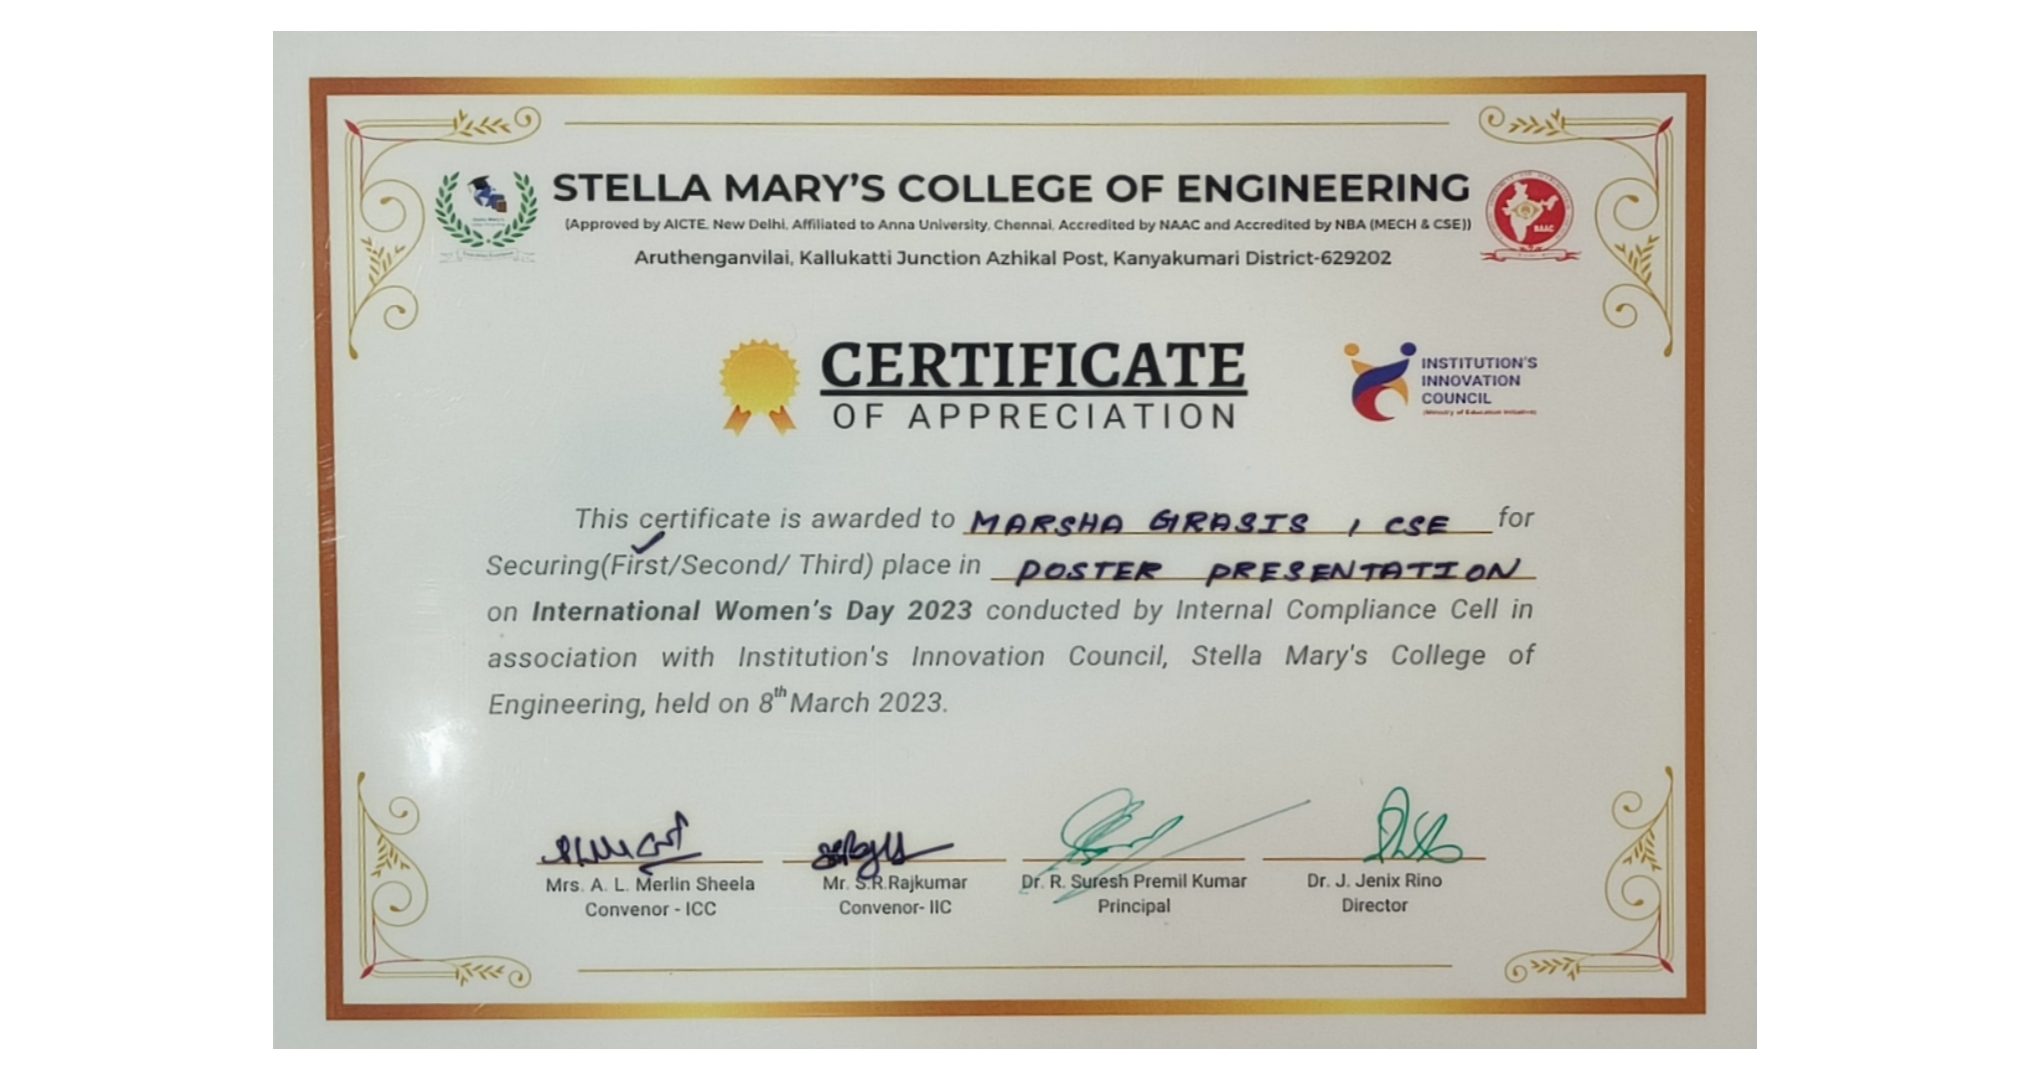 STELLA MARY'S COLLEGE OF ENGINEERING
(Approved by AICTE, New Delhi, Affiliated to Anna University, Chennai, Accredited by NAAC and Accredited by NBA (MECH & CSE))
Aruthenganvilai, Kallukatti Junction Azhikal Post, Kanyakumari District-629202
NAAC
CERTIFICATE
OF APPRECIATION
INSTITUTION'S
INNOVATION
COUNCIL
(Ministry of Education Initiative)
This certificate is awarded to MARSHA GRASIS , CSE for
Securing(First/Second/ Third) place in POSTER PRESENTATION
on International Women's Day 2023 conducted by Internal Compliance Cell in
association with Institution's Innovation Council, Stella Mary's College of
Engineering, held on 8th March 2023.
Mrs. A. L. Merlin Sheela
Convenor - ICC
Mr. S.R.Rajkumar
Convenor- IIC
Dr. R. Suresh Premil Kumar
Principal
Dr. J. Jenix Rino
Director